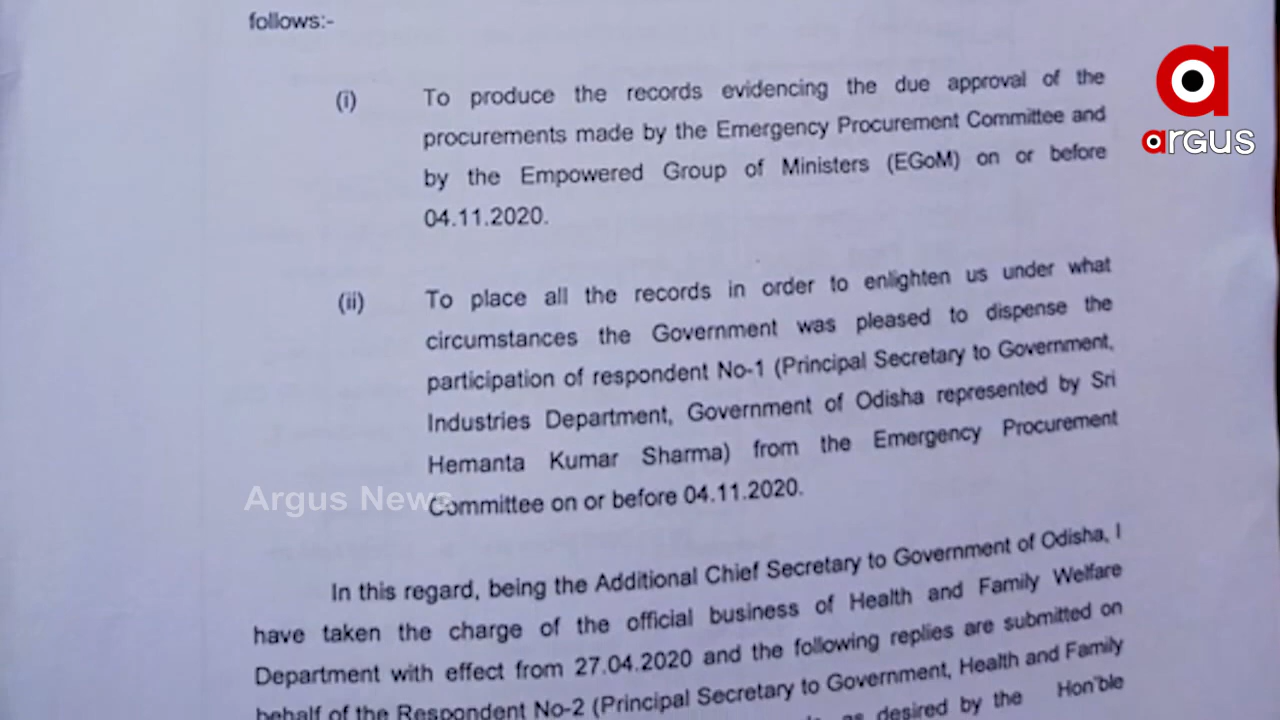 follows:-
(i) To produce the records evidencing the due approval of the
procurements made by the Emergency Procurement Committee and
by the Empowered Group of Ministers (EGoM) on or before
04.11.2020.
(ii) To place all the records in order to enlighten us under what
circumstances the Government was pleased to dispense the
participation of respondent No-1 (Principal Secretary to Government,
Industries Department, Government of Odisha represented by Sri
Hemanta Kumar Sharma) from the Emergency Procurement
Committee on or before 04.11.2020.
In this regard, being the Additional Chief Secretary to Government of Odisha, I
have taken the charge of the official business of Health and Family Welfare
Department with effect from 27.04.2020 and the following replies are submitted on
behalf of the Respondent No-2 (Principal Secretary to Government, Health and Family
as desired by the Hon'ble
argus
Argus News